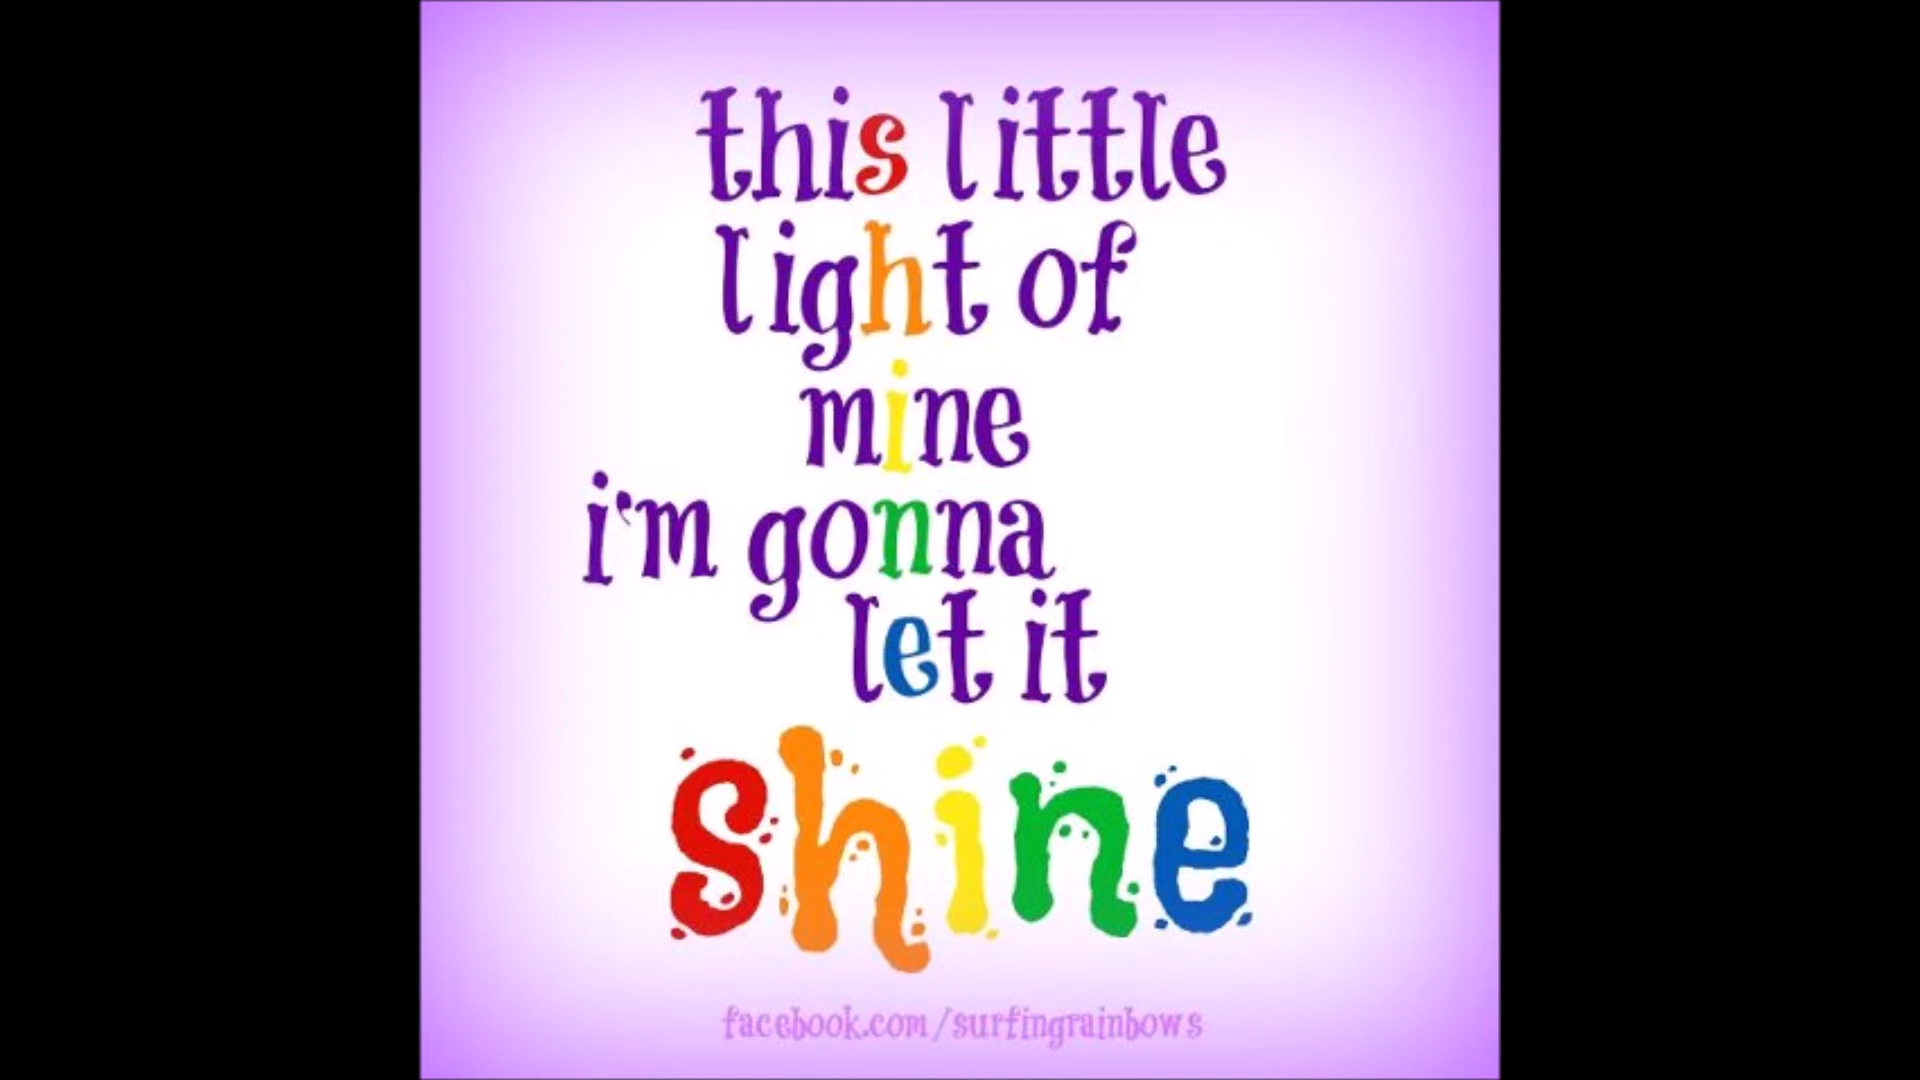 this little
light of
mine
i'm gonna
let it
shine
facebook.com/surfingrainbows